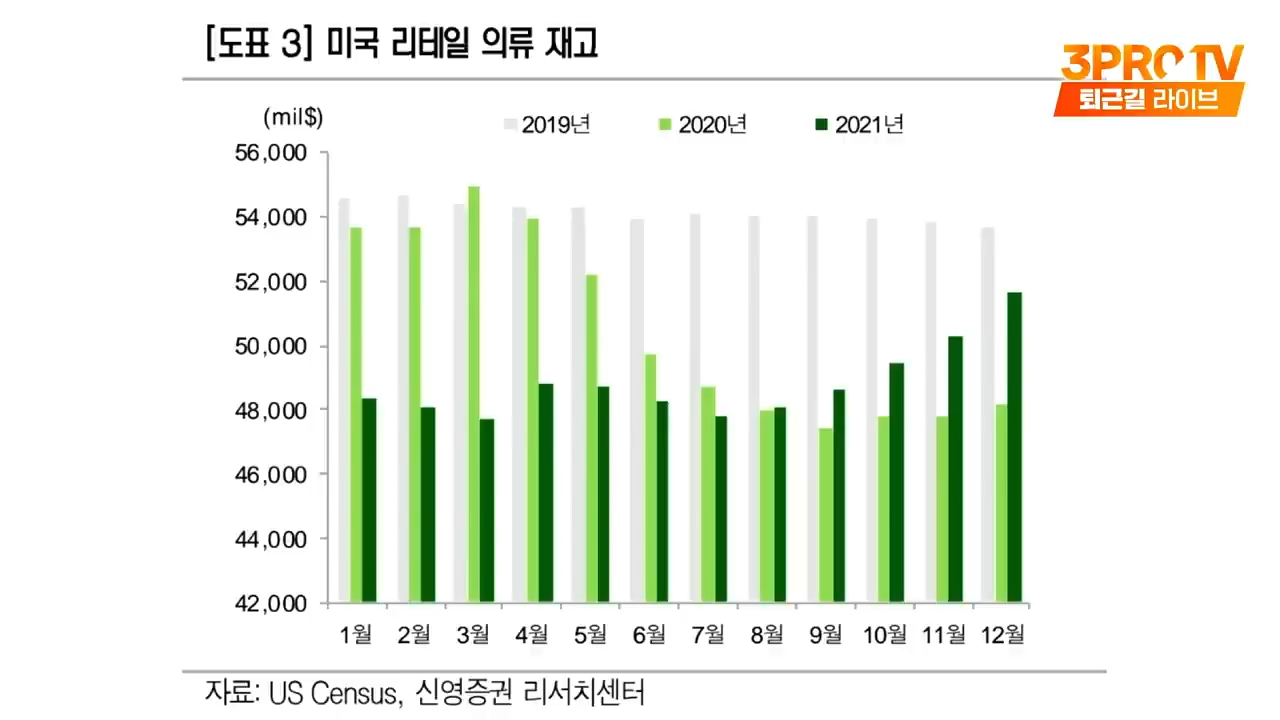 [도표 3] 미국 리테일 의류 재고
3PROTV
퇴근길 라이브
(mil$)
2019년 2020년 2021년
56,000
54,000
52,000
50,000
48,000
46,000
44,000
42,000
1월 2월 3월 4월 5월 6월 7월 8월 9월 10월 11월 12월
자료: US Census, 신영증권 리서치센터